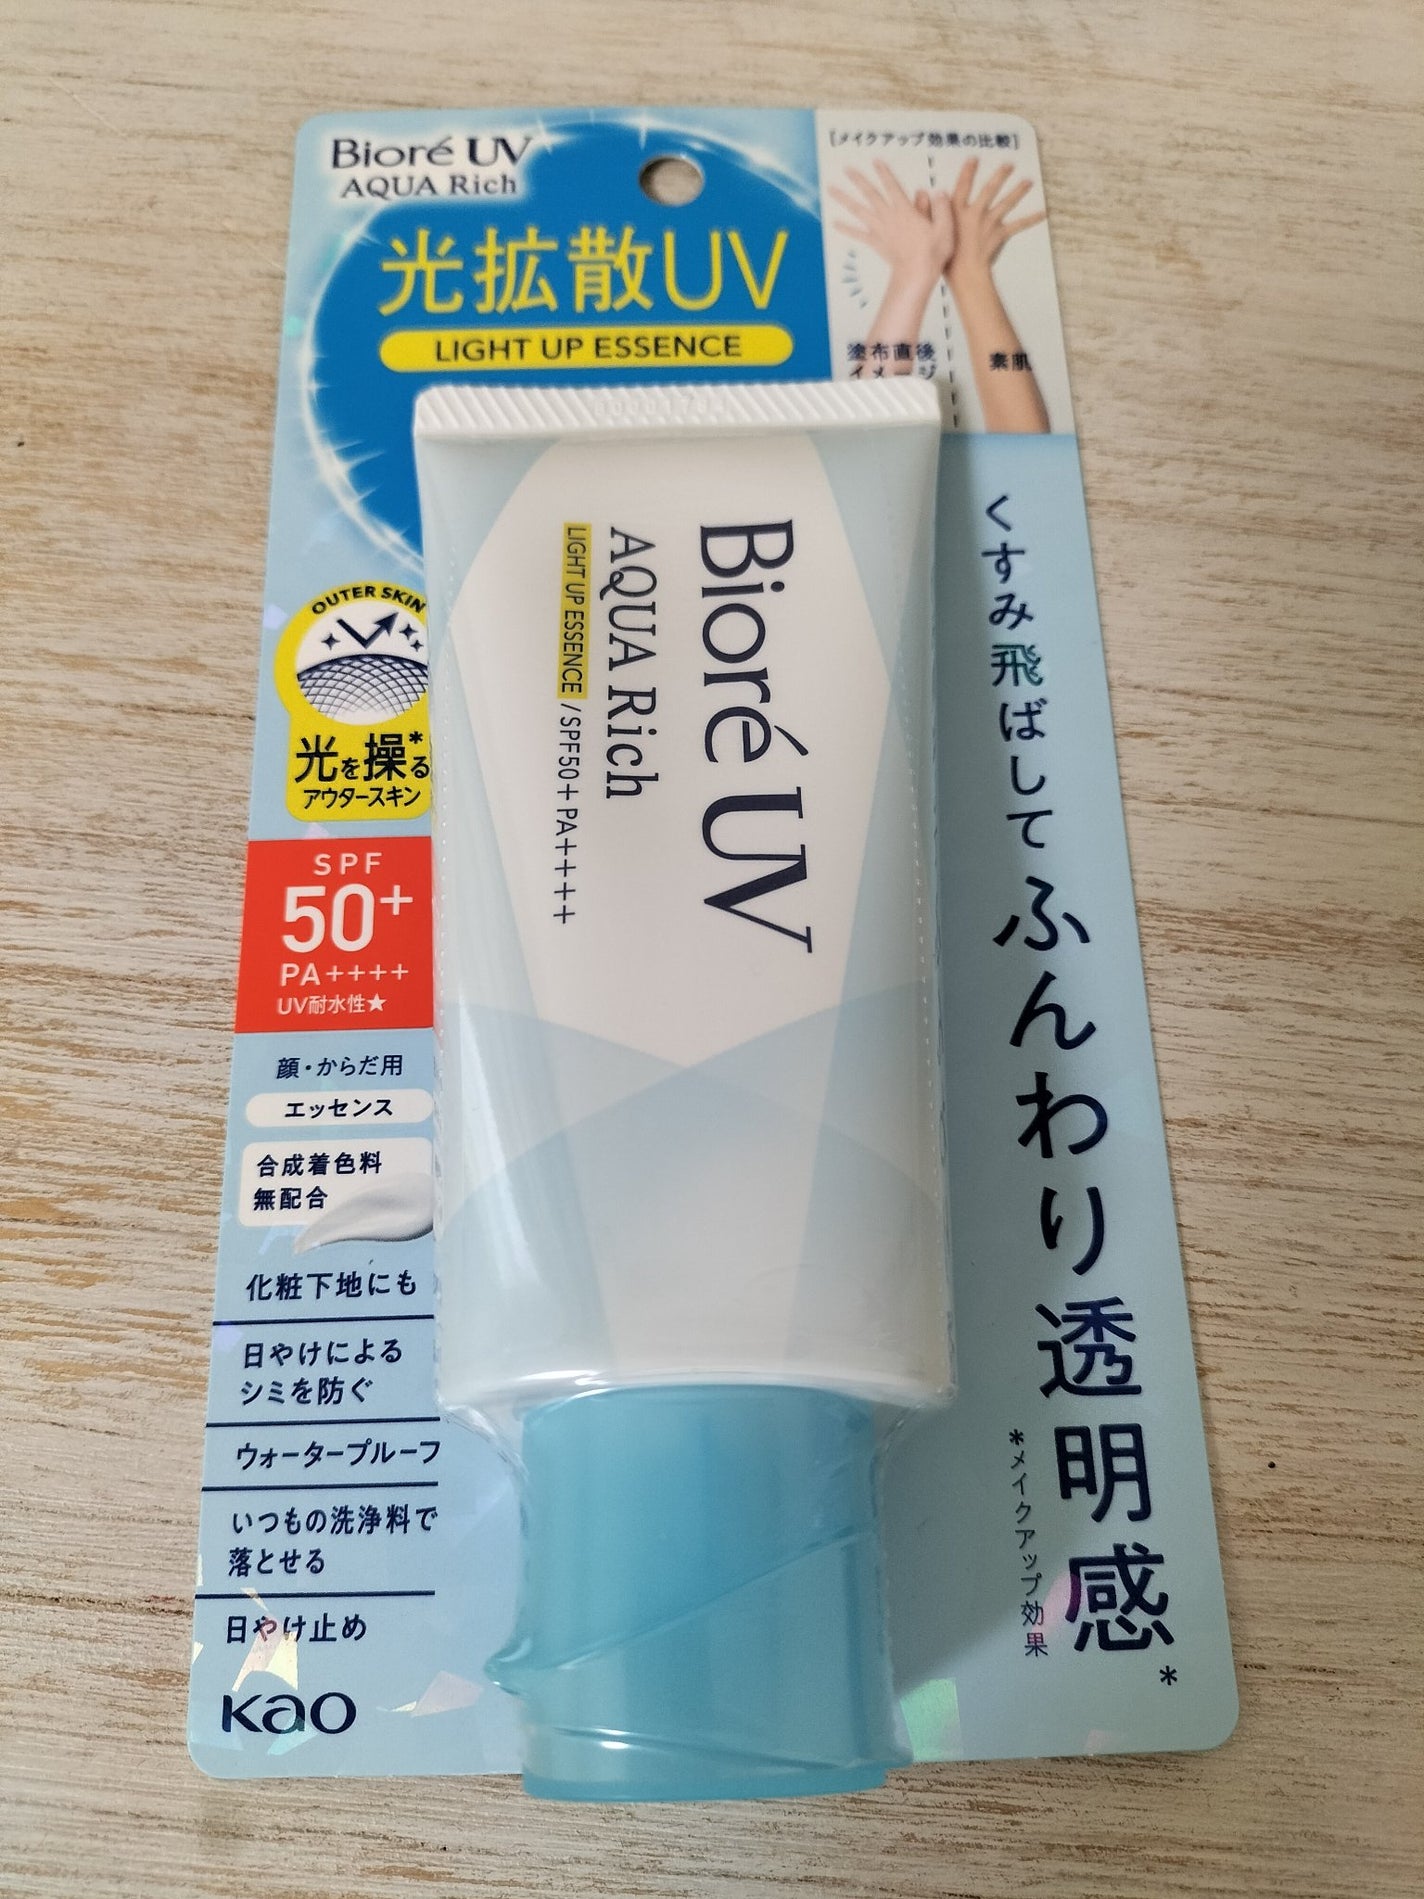 Bioré UV
AQUA Rich
光拡散UV
LIGHT UP ESSENCE
[メイクアップ効果の比較]
塗布直後
イメージ
素肌
くすみ飛ばしてふんわり透明感*
*メイクアップ効果
OUTER SKIN
光を操る*
アウタースキン
SPF
50+
PA++++
UV耐水性★
顔・からだ用
エッセンス
合成着色料
無配合
化粧下地にも
日やけによる
シミを防ぐ
ウォータープルーフ
いつもの洗浄料で
落とせる
日やけ止め
Kao
Bioré UV
AQUA Rich
LIGHT UP ESSENCE / SPF50+ PA++++